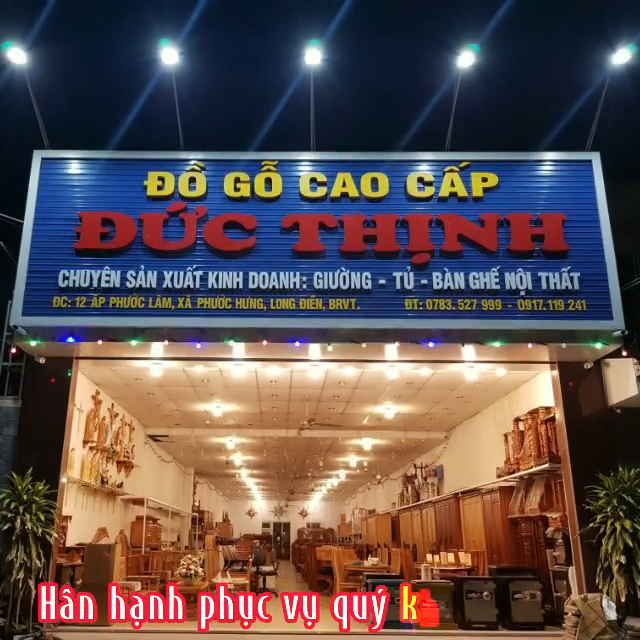 ĐỒ GỖ CAO CẤP
ĐỨC THỊNH
CHUYÊN SẢN XUẤT KINH DOANH: GIƯỜNG - TỦ - BÀN GHẾ NỘI THẤT
ĐC: 12 ẤP PHƯỚC LÂM, XÃ PHƯỚC HƯNG, LONG ĐIỀN, BRVT. ĐT: 0783.527 999 - 0917.119 241
Hân hạnh phục vụ quý k